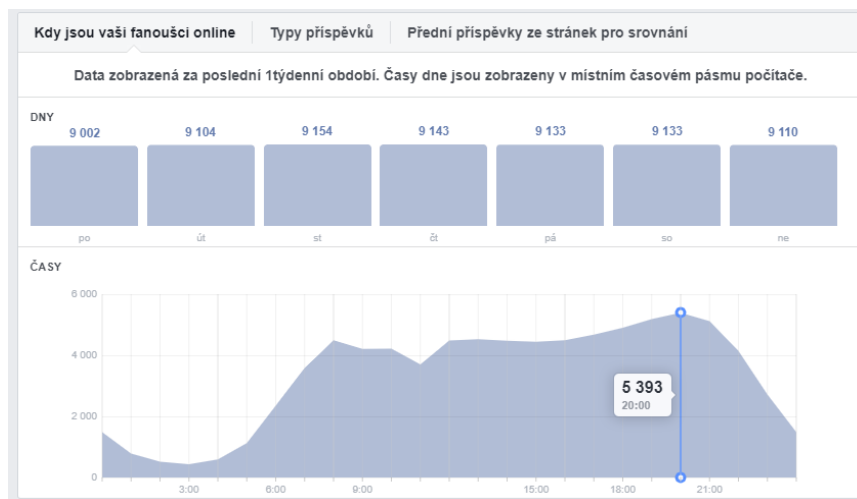 Kdy jsou vaši fanoušci online Typy příspěvků Přední příspěvky ze stránek pro srovnání
Data zobrazená za poslední 1týdenní období. Časy dne jsou zobrazeny v místním časovém pásmu počítače.
DNY
9 002 9 104 9 154 9 143 9 133 9 133 9 110
po út st čt pá so ne
ČASY
6 000
4 000
5 393
20:00
2 000
0
3:00 6:00 9:00 15:00 18:00 21:00